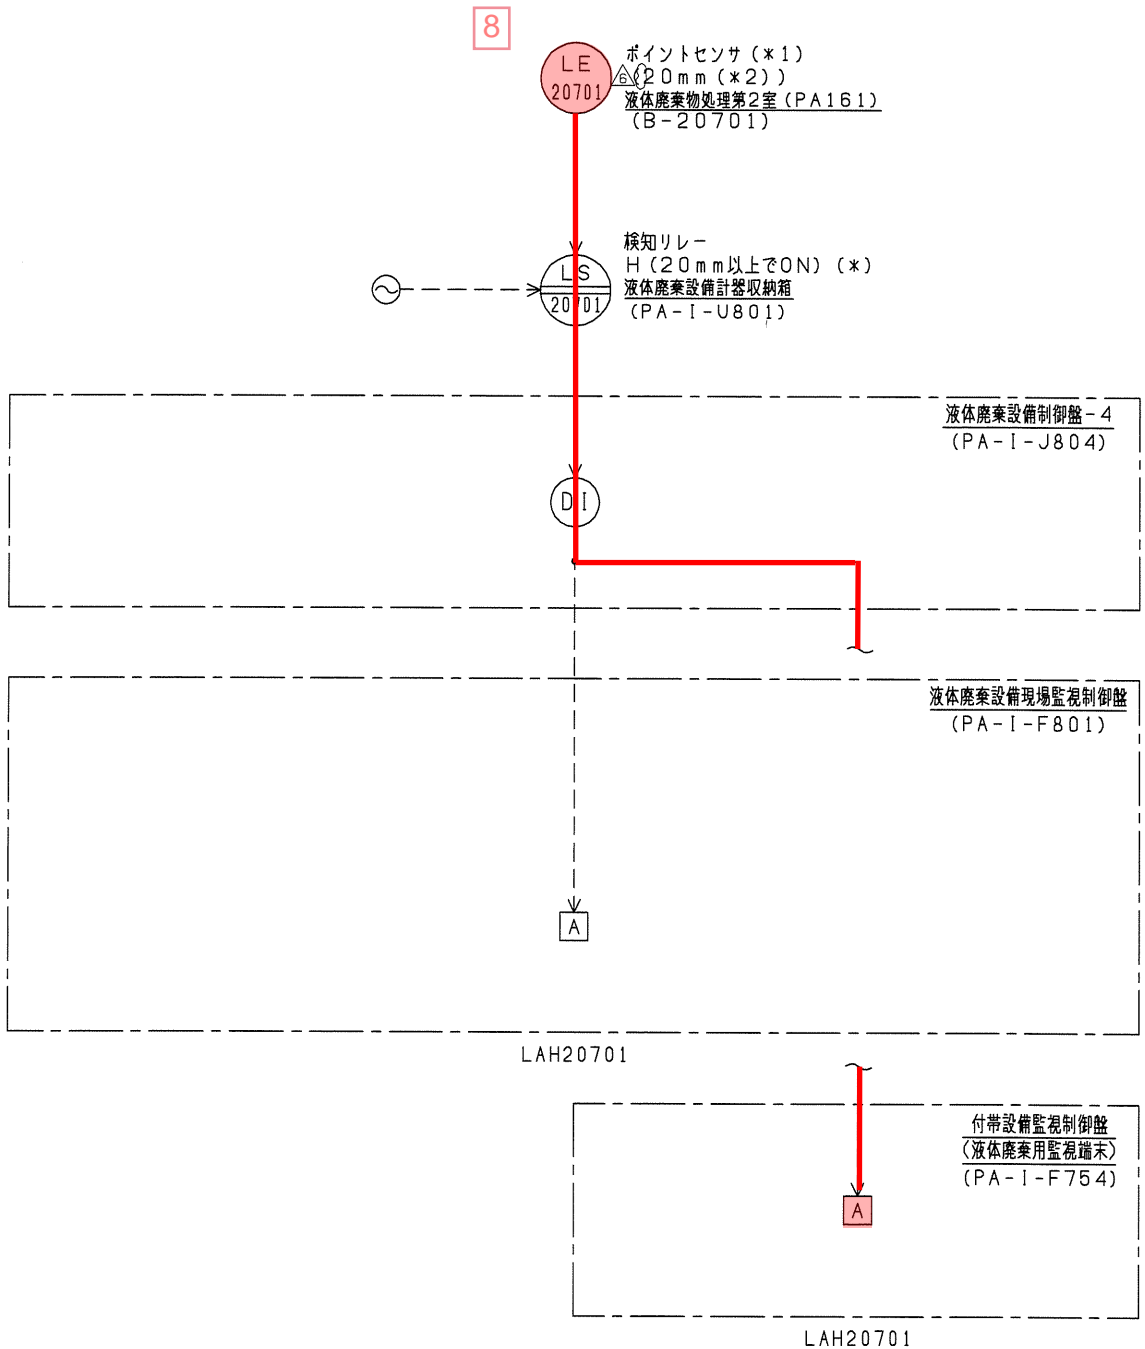 8
LE
20701
ポイントセンサ(*1)
6
(20mm(*2))
液体廃棄物処理第2室(PA161)
(B-20701)
検知リレー
H(20mm以上でON)(*)
LS
20701
液体廃棄設備計器収納箱
(PA-I-U801)
液体廃棄設備制御盤-4
(PA-I-J804)
DI
液体廃棄設備現場監視制御盤
(PA-I-F801)
A
LAH20701
付帯設備監視制御盤
(液体廃棄用監視端末)
(PA-I-F754)
A
LAH20701